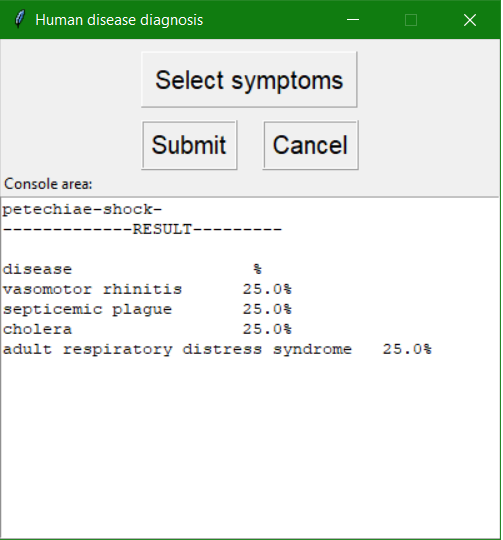 Human disease diagnosis
Select symptoms
Submit Cancel
Console area:
petechiae-shock-
-------------RESULT---------
disease %
vasomotor rhinitis 25.0%
septicemic plague 25.0%
cholera 25.0%
adult respiratory distress syndrome 25.0%